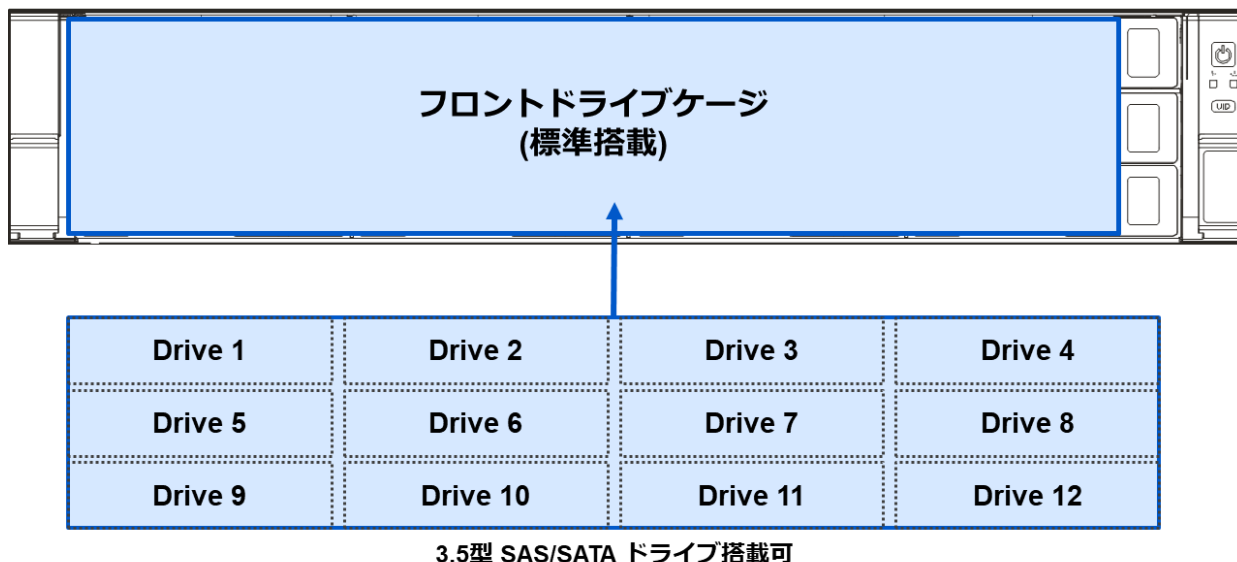 フロントドライブケージ
(標準搭載)
UID
Drive 1 Drive 2 Drive 3 Drive 4
Drive 5 Drive 6 Drive 7 Drive 8
Drive 9 Drive 10 Drive 11 Drive 12
3.5型 SAS/SATA ドライブ搭載可